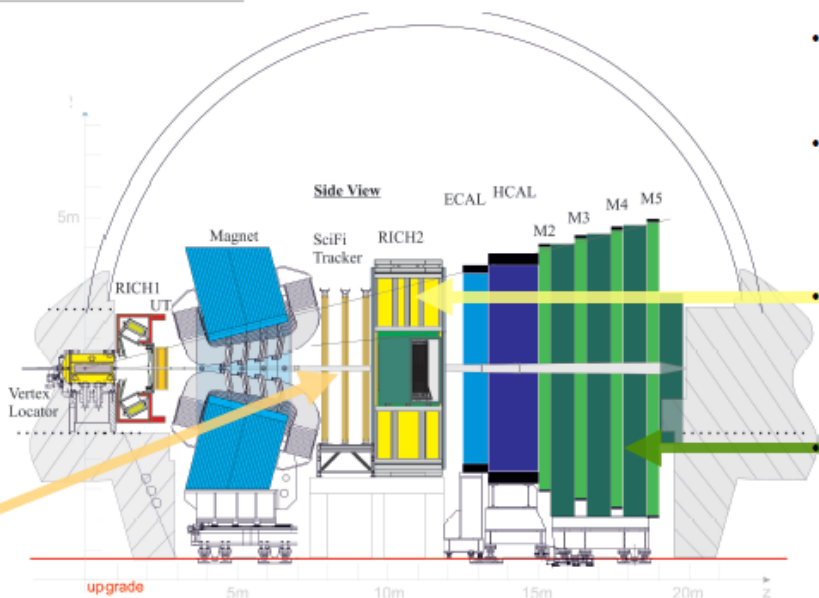 y
Side View
ECAL
HCAL
M5
M4
M3
M2
5m
Magnet
SciFi
Tracker
RICH2
RICH1
UT
Vertex
Locator
upgrade
5m
10m
15m
20m
z